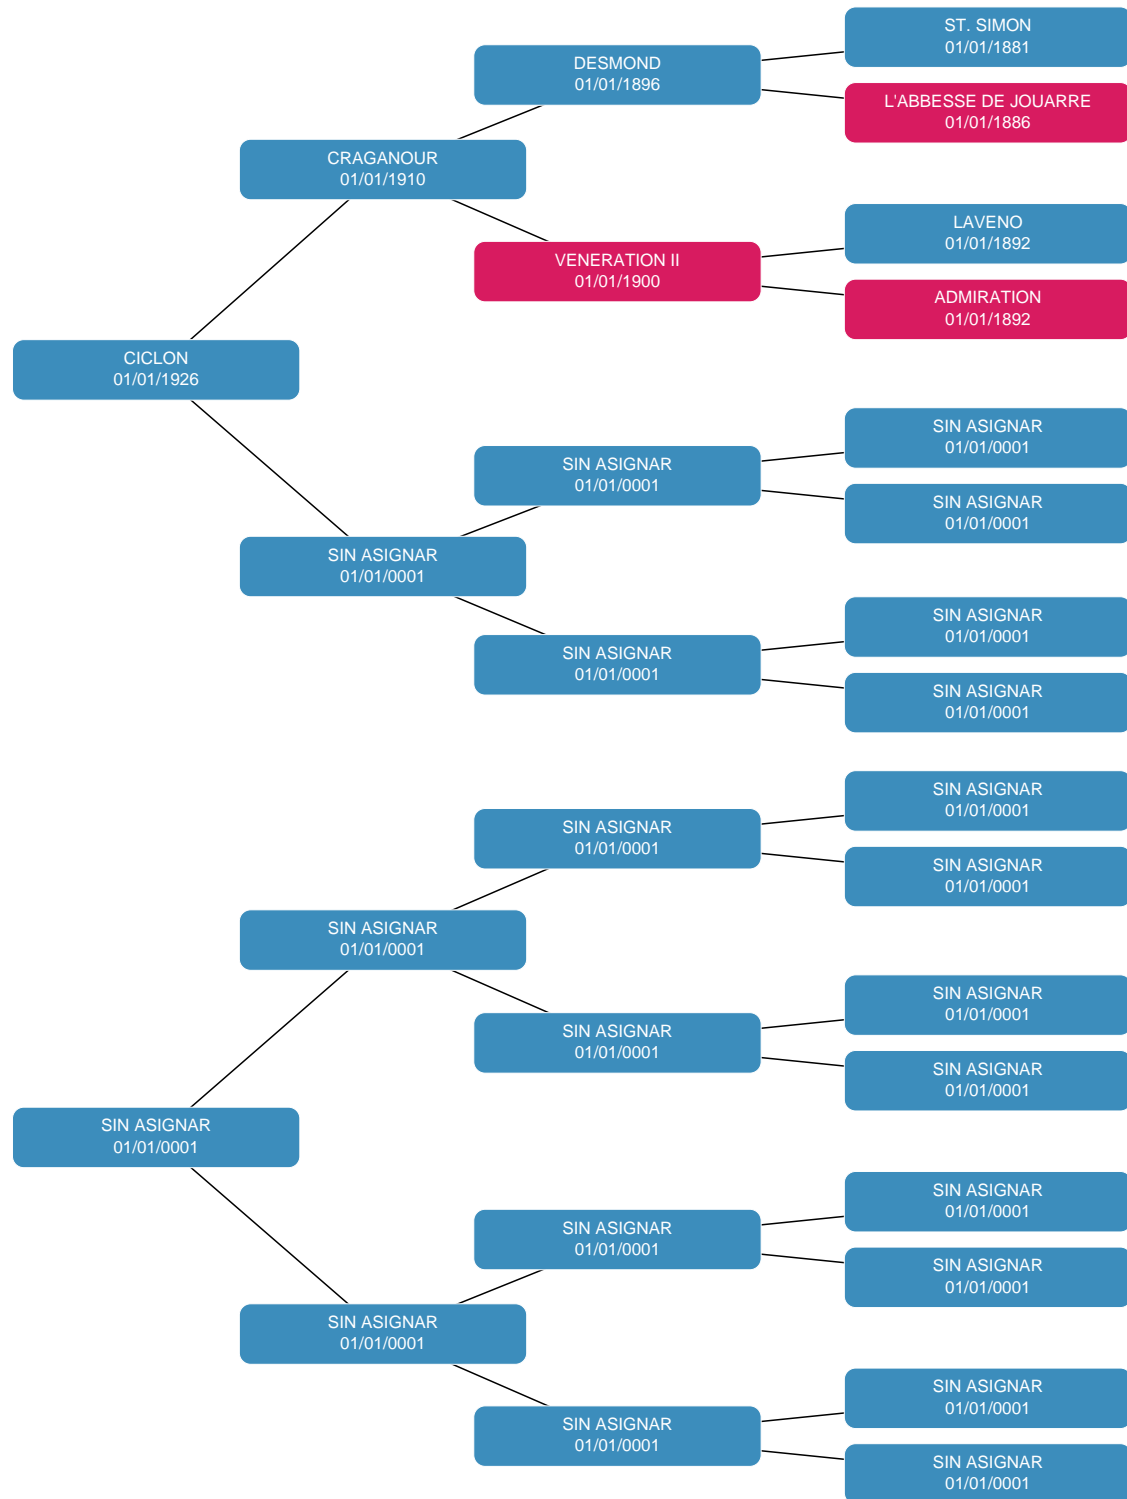 ST. SIMON
01/01/1881
DESMOND
01/01/1896
L'ABBESSE DE JOUARRE
01/01/1886
CRAGANOUR
01/01/1910
LAVENO
01/01/1892
VENERATION II
01/01/1900
ADMIRATION
01/01/1892
CICLON
01/01/1926
SIN ASIGNAR
01/01/0001
SIN ASIGNAR
01/01/0001
SIN ASIGNAR
01/01/0001
SIN ASIGNAR
01/01/0001
SIN ASIGNAR
01/01/0001
SIN ASIGNAR
01/01/0001
SIN ASIGNAR
01/01/0001
SIN ASIGNAR
01/01/0001
SIN ASIGNAR
01/01/0001
SIN ASIGNAR
01/01/0001
SIN ASIGNAR
01/01/0001
SIN ASIGNAR
01/01/0001
SIN ASIGNAR
01/01/0001
SIN ASIGNAR
01/01/0001
SIN ASIGNAR
01/01/0001
SIN ASIGNAR
01/01/0001
SIN ASIGNAR
01/01/0001
SIN ASIGNAR
01/01/0001
SIN ASIGNAR
01/01/0001
SIN ASIGNAR
01/01/0001
SIN ASIGNAR
01/01/0001
SIN ASIGNAR
01/01/0001